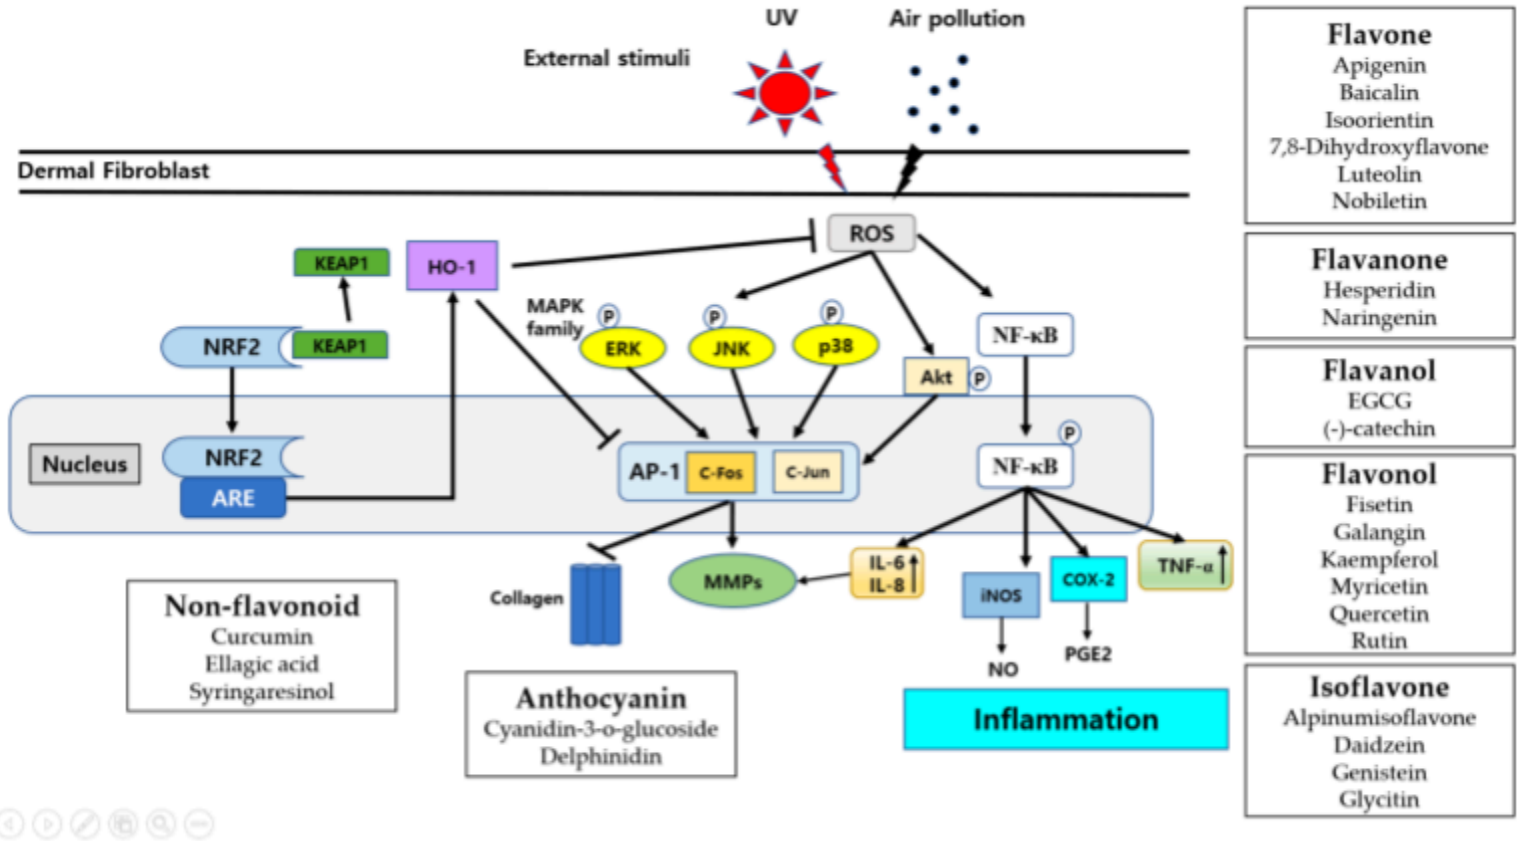 UV
Air pollution
External stimuli
Dermal Fibroblast
ROS
KEAP1
HO-1
MAPK
family
P
P
P
NRF2
KEAP1
ERK
JNK
p38
NF-κB
Akt
P
Nucleus
NRF2
ARE
AP-1
C-Fos
C-Jun
P
NF-κB
Collagen
MMPs
IL-6
IL-8
iNOS
COX-2
TNF-α
NO
PGE2
Inflammation
Non-flavonoid
Curcumin
Ellagic acid
Syringaresinol
Anthocyanin
Cyanidin-3-o-glucoside
Delphinidin
Flavone
Apigenin
Baicalin
Isoorientin
7,8-Dihydroxyflavone
Luteolin
Nobiletin
Flavanone
Hesperidin
Naringenin
Flavanol
EGCG
(-)-catechin
Flavonol
Fisetin
Galangin
Kaempferol
Myricetin
Quercetin
Rutin
Isoflavone
Alpinumisoflavone
Daidzein
Genistein
Glycitin